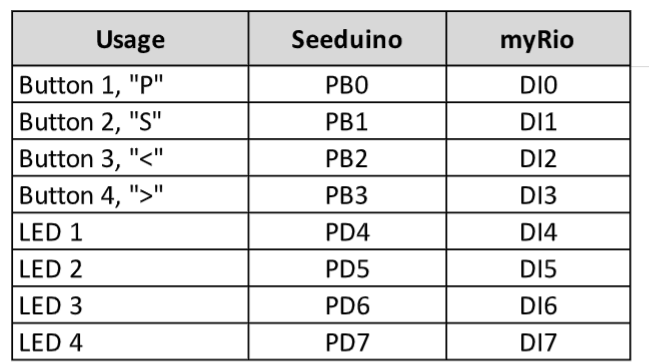 Usage Seeduino myRio
Button 1, "P" PB0 DI0
Button 2, "S" PB1 DI1
Button 3, "<" PB2 DI2
Button 4, ">" PB3 DI3
LED 1 PD4 DI4
LED 2 PD5 DI5
LED 3 PD6 DI6
LED 4 PD7 DI7